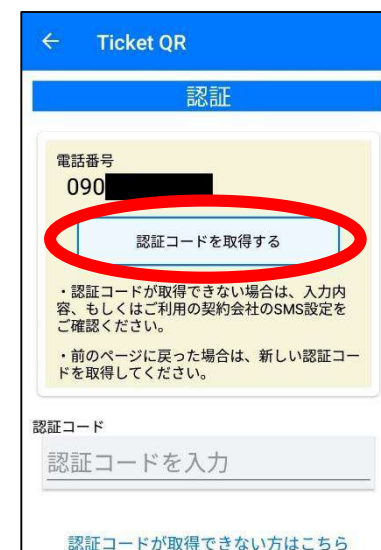 ← Ticket QR
認証
電話番号
090
認証コードを取得する
・認証コードが取得できない場合は、入力内
容、もしくはご利用の契約会社のSMS設定を
ご確認ください。
・前のページに戻った場合は、新しい認証コー
ドを取得してください。
認証コード
認証コードを入力
認証コードが取得できない方はこちら